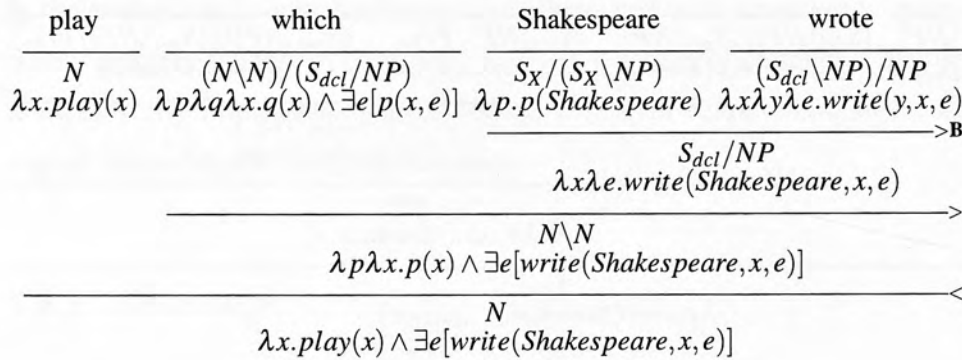 play which Shakespeare wrote
N (N\N)/(S_dcl/NP) S_X/(S_X\NP) (S_dcl\NP)/NP
λx.play(x) λpλqλx.q(x) ∧ ∃e[p(x,e)] λp.p(Shakespeare) λxλyλe.write(y,x,e)
>B
S_dcl/NP
λxλe.write(Shakespeare,x,e)
>
N\N
λpλx.p(x) ∧ ∃e[write(Shakespeare,x,e)]
<
N
λx.play(x) ∧ ∃e[write(Shakespeare,x,e)]